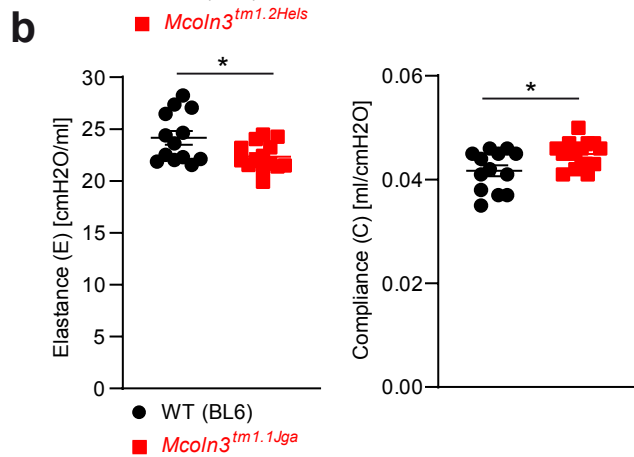 b
Mcoln3tm1.2Hels
*
*
30
25
20
15
10
5
0
Elastance (E) [cmH2O/ml]
0.06
0.04
0.02
0.00
Compliance (C) [ml/cmH2O]
WT (BL6)
Mcoln3tm1.1Jga